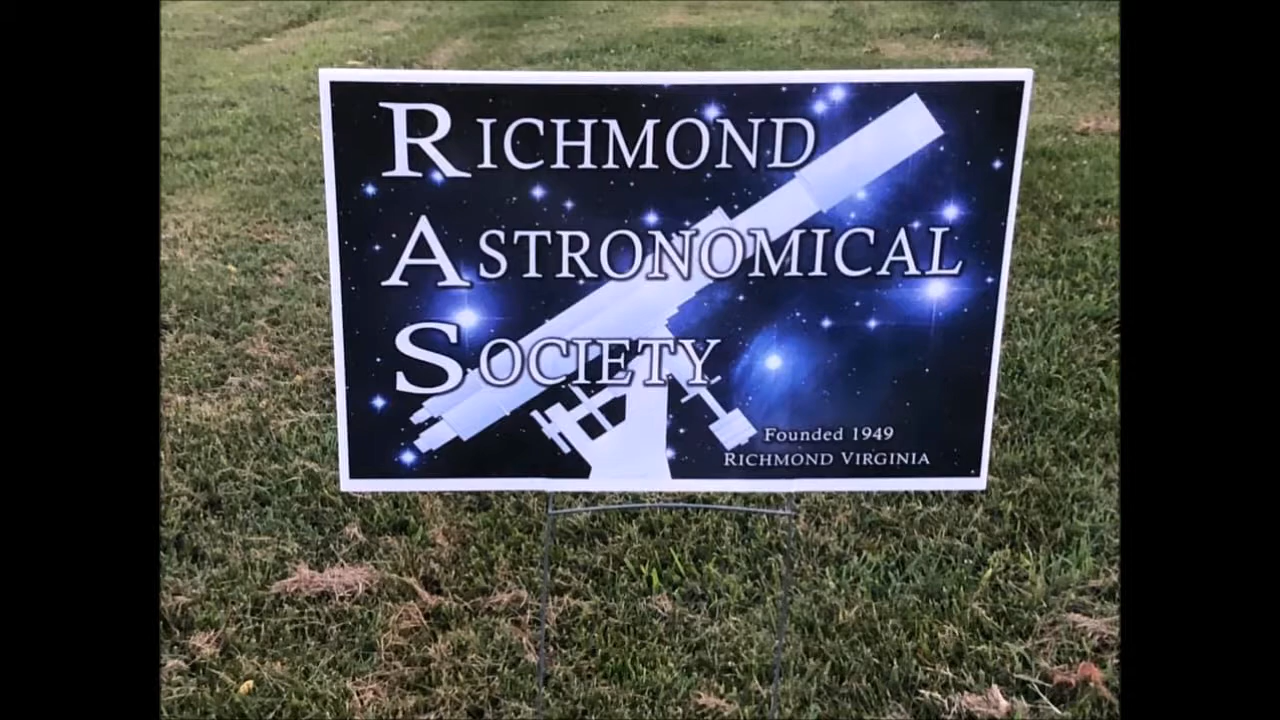 RICHMOND
ASTRONOMICAL
SOCIETY
Founded 1949
RICHMOND VIRGINIA